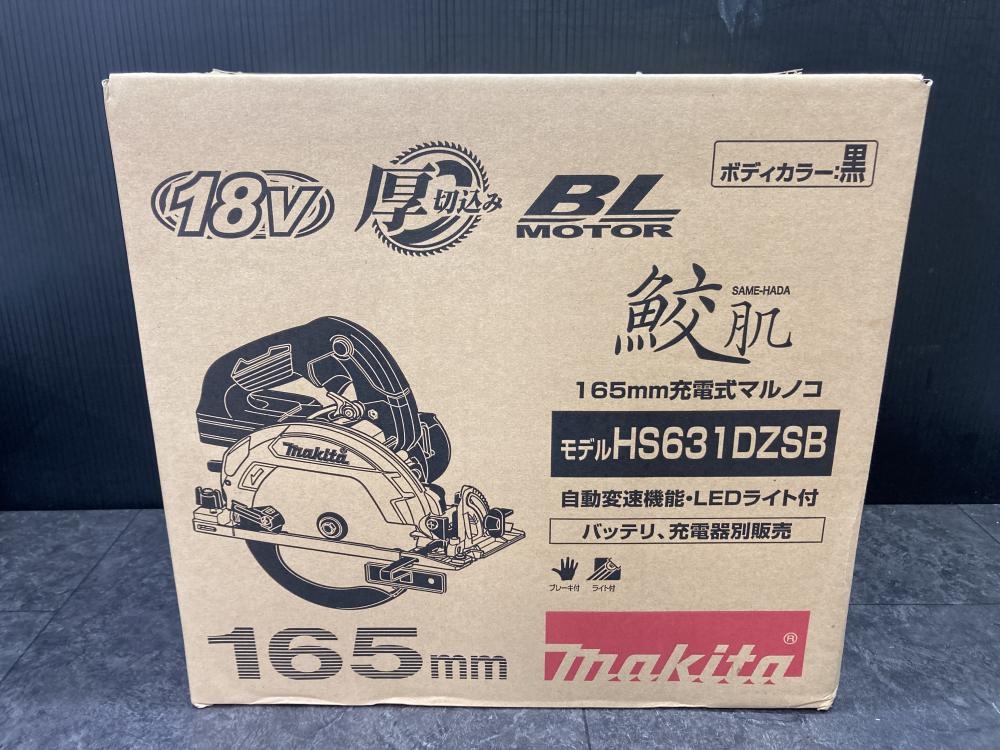 18V
厚切込み
BL
MOTOR
ボディカラー:黒
鮫肌
SAME-HADA
165mm充電式マルノコ
モデルHS631DZSB
自動変速機能・LEDライト付
バッテリ、充電器別販売
makita
ブレーキ付 ライト付
165mm
makita®